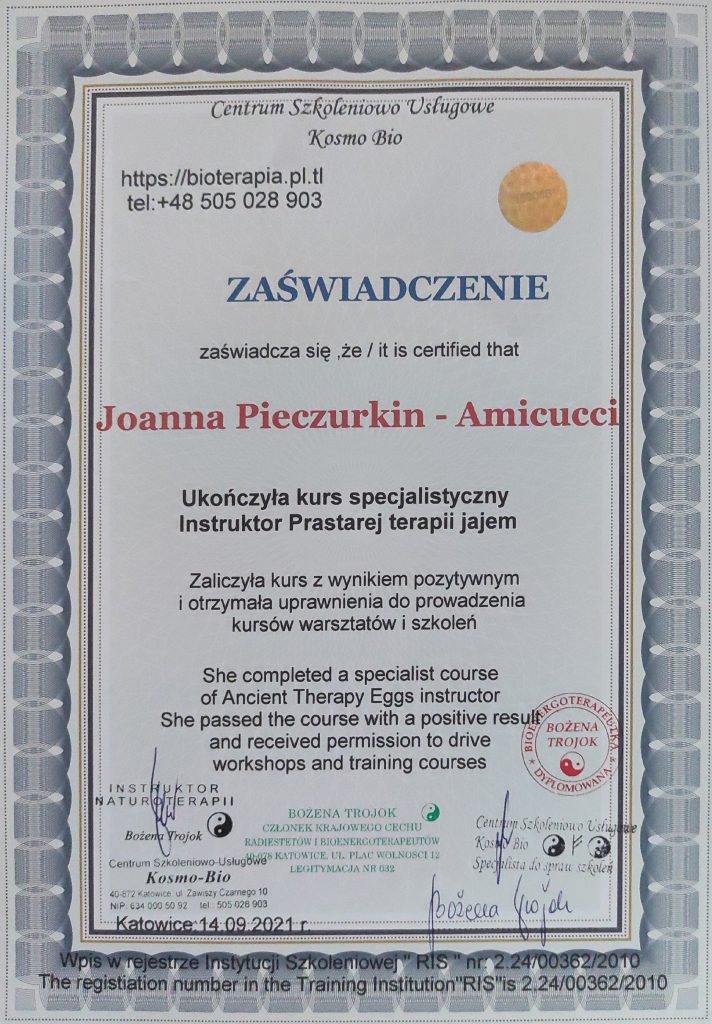 Centrum Szkoleniowo Usługowe
Kosmo Bio
https://bioterapia.pl.tl
tel:+48 505 028 903
ZAŚWIADCZENIE
zaświadcza się ,że / it is certified that
Joanna Pieczurkin - Amicucci
Ukończyła kurs specjalistyczny
Instruktor Prastarej terapii jajem
Zaliczyła kurs z wynikiem pozytywnym
i otrzymała uprawnienia do prowadzenia
kursów warsztatów i szkoleń
She completed a specialist course
of Ancient Therapy Eggs instructor
She passed the course with a positive result
and received permission to drive
workshops and training courses
BIOENERGOTERAPEUTKA
BOŻENA
TROJOK
DYPLOMOWANA
INSTRUKTOR
NATUROTERAPII
Bożena Trojok
Centrum Szkoleniowo-Usługowe
Kosmo-Bio
40-872 Katowice. ul. Zawiszy Czarnego 10
NIP: 634 000 50 92 tel: 505 028 903
BOŻENA TROJOK
CZŁONEK KRAJOWEGO CECHU
RADIESTETÓW I BIOENERGOTERAPEUTÓW
40-078 KATOWICE, UL. PLAC WOLNOŚCI 12
LEGITYMACJA NR 032
Centrum Szkoleniowo Usługowe
Kosmo Bio
Specjalista do spraw szkoleń
Bożena Trojok
Katowice:14.09.2021 r.
Wpis w rejestrze Instytucji Szkoleniowej " RIS " nr: 2.24/00362/2010
The registiation number in the Training Institution"RIS"is 2.24/00362/2010